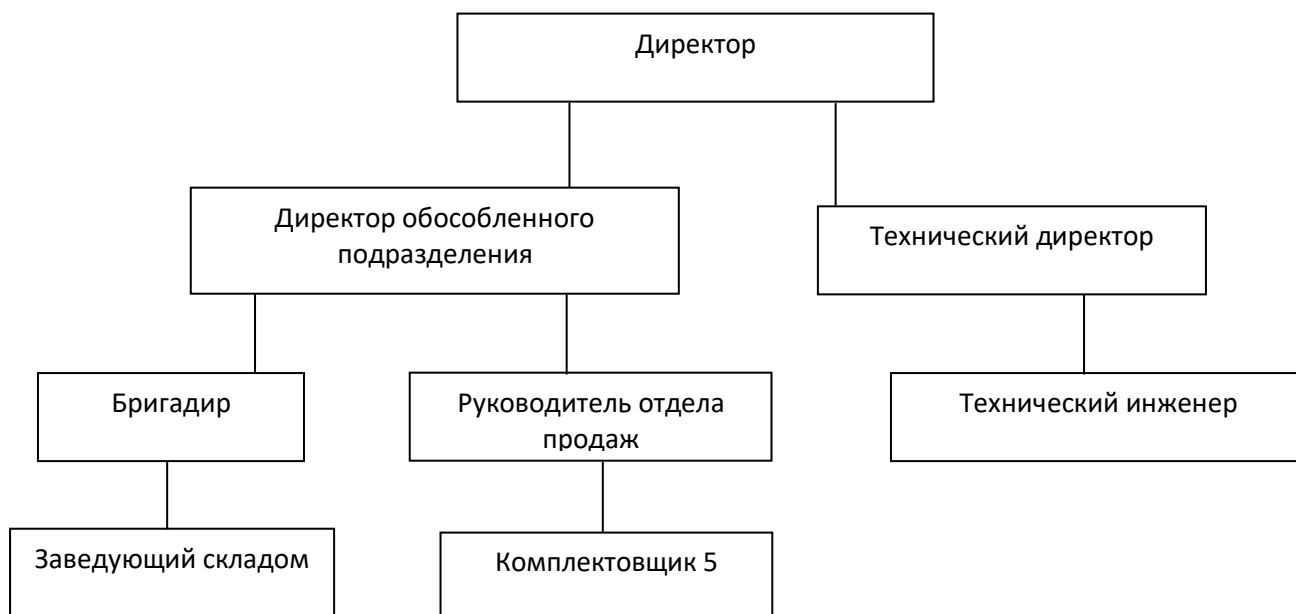 Директор
Директор обособленного
подразделения
Технический директор
Бригадир
Руководитель отдела
продаж
Технический инженер
Заведующий складом
Комплектовщик 5